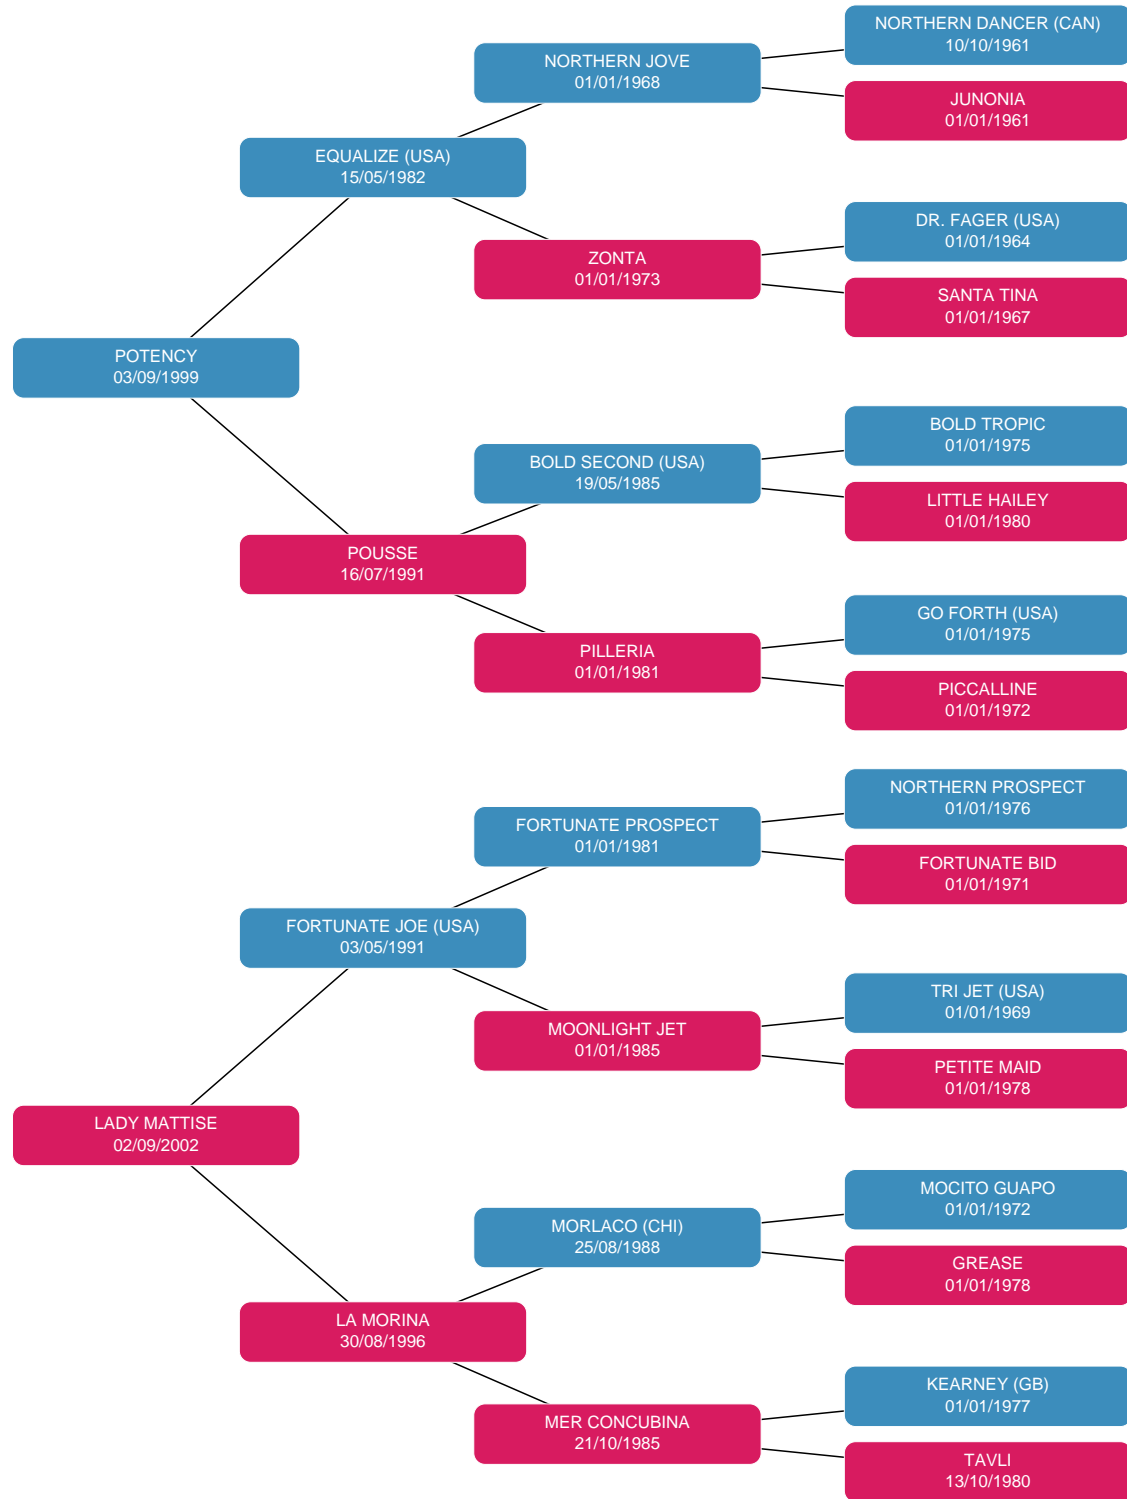 NORTHERN DANCER (CAN)
10/10/1961
NORTHERN JOVE
01/01/1968
JUNONIA
01/01/1961
EQUALIZE (USA)
15/05/1982
DR. FAGER (USA)
01/01/1964
ZONTA
01/01/1973
SANTA TINA
01/01/1967
POTENCY
03/09/1999
BOLD TROPIC
01/01/1975
BOLD SECOND (USA)
19/05/1985
LITTLE HAILEY
01/01/1980
POUSSE
16/07/1991
GO FORTH (USA)
01/01/1975
PILLERIA
01/01/1981
PICCALLINE
01/01/1972
NORTHERN PROSPECT
01/01/1976
FORTUNATE PROSPECT
01/01/1981
FORTUNATE BID
01/01/1971
FORTUNATE JOE (USA)
03/05/1991
TRI JET (USA)
01/01/1969
MOONLIGHT JET
01/01/1985
PETITE MAID
01/01/1978
LADY MATTISE
02/09/2002
MOCITO GUAPO
01/01/1972
MORLACO (CHI)
25/08/1988
GREASE
01/01/1978
LA MORINA
30/08/1996
KEARNEY (GB)
01/01/1977
MER CONCUBINA
21/10/1985
TAVLI
13/10/1980